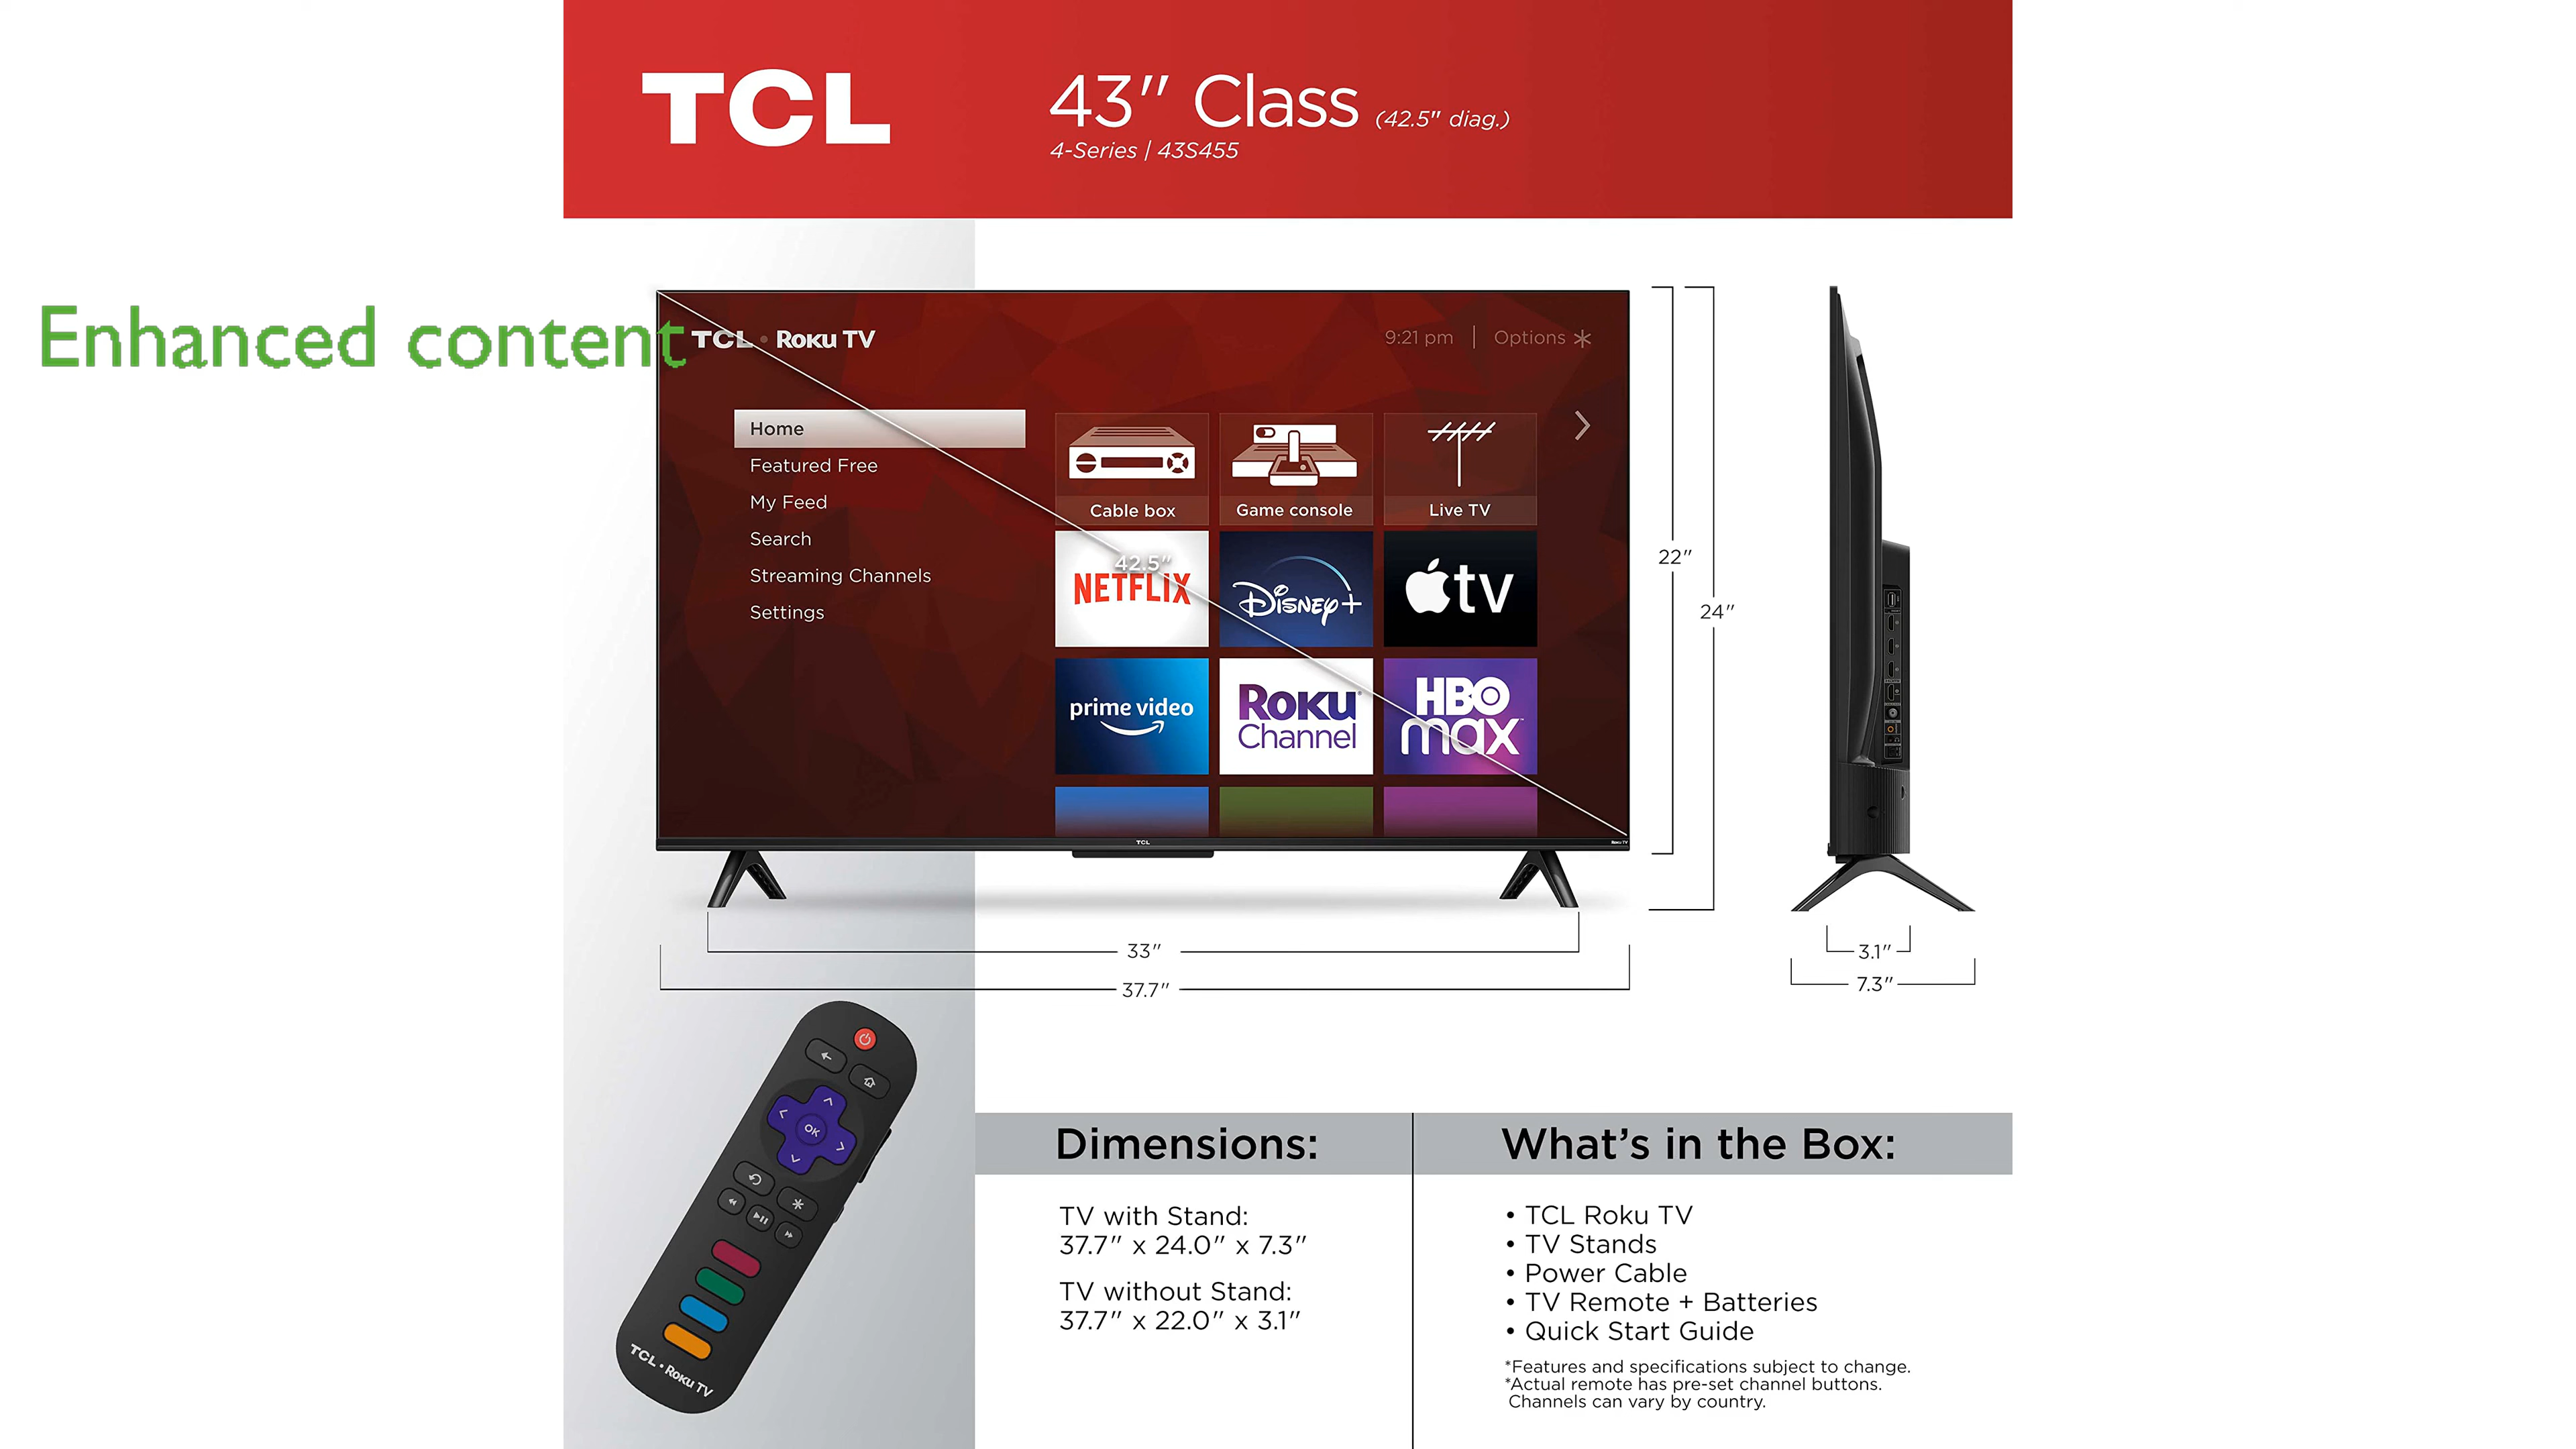 TCL
43" Class (42.5" diag.)
4-Series | 43S455
Enhanced content
TCL • Roku TV
9:21 pm | Options *
Home
Featured Free
My Feed
Search
Streaming Channels
Settings
Cable box
Game console
Live TV
42.5"
NETFLIX
Disney+
tv
prime video
Roku Channel
HBO max
TCL
Roku TV
22"
24"
33"
37.7"
3.1"
7.3"
OK
TCL • Roku TV
Dimensions:
TV with Stand:
37.7" x 24.0" x 7.3"
TV without Stand:
37.7" x 22.0" x 3.1"
What's in the Box:
• TCL Roku TV
• TV Stands
• Power Cable
• TV Remote + Batteries
• Quick Start Guide
*Features and specifications subject to change.
*Actual remote has pre-set channel buttons.
Channels can vary by country.